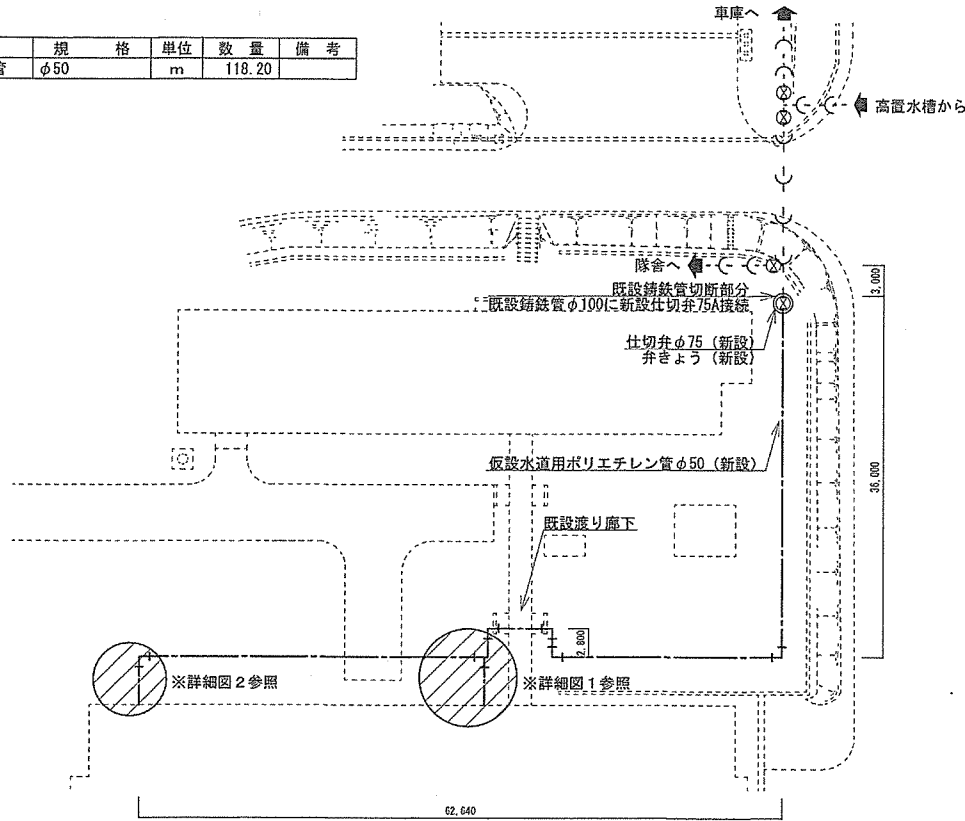 車庫へ
規 格 単位 数 量 備 考
管 φ50 m 118.20
高置水槽から
隊舎へ
3,000
既設鋳鉄管切断部分
既設鋳鉄管φ100に新設仕切弁75A接続
仕切弁φ75（新設）
弁きょう（新設）
仮設水道用ポリエチレン管φ50（新設）
36,000
既設渡り廊下
2,800
※詳細図2参照
※詳細図1参照
62,640